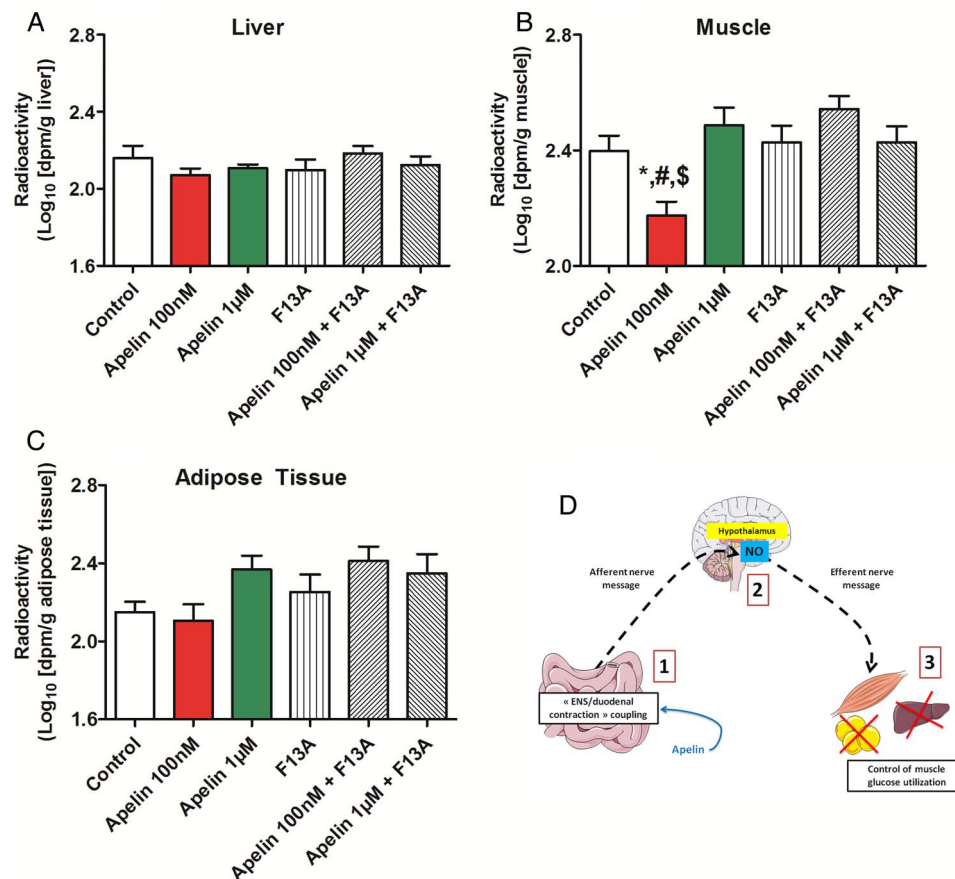 A
Liver
Radioactivity
(Log10 [dpm/g liver])
2.8
2.4
2.0
1.6
Control
Apelin 100nM
Apelin 1µM
F13A
Apelin 100nM + F13A
Apelin 1µM + F13A
B
Muscle
Radioactivity
(Log10 [dpm/g muscle])
2.8
2.4
2.0
*,#,$
Control
Apelin 100nM
Apelin 1µM
F13A
Apelin 100nM + F13A
Apelin 1µM + F13A
C
Adipose Tissue
Radioactivity
(Log10 [dpm/g adipose tissue])
2.8
2.4
2.0
1.6
Control
Apelin 100nM
Apelin 1µM
F13A
Apelin 100nM + F13A
Apelin 1µM + F13A
D
Hypothalamus
NO
2
Afferent nerve
message
Efferent nerve
message
1
« ENS/duodenal
contraction » coupling
Apelin
3
Control of muscle
glucose utilization